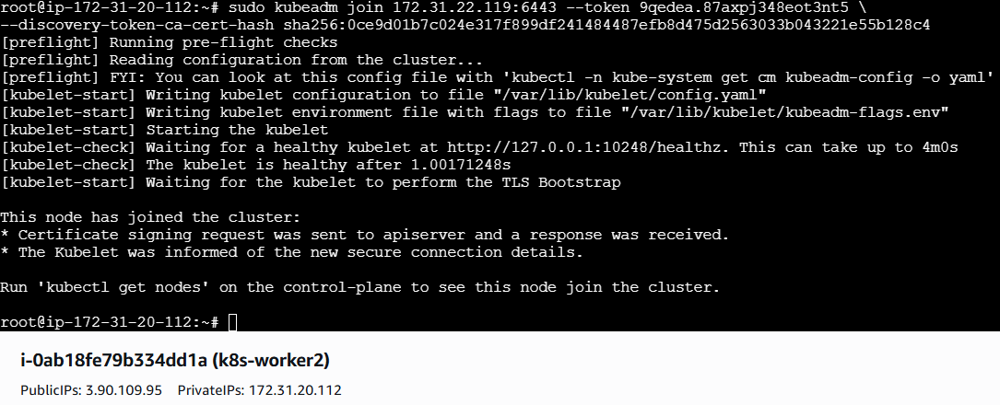 root@ip-172-31-20-112:~# sudo kubeadm join 172.31.22.119:6443 --token 9qedea.87axpj348eot3nt5 \
--discovery-token-ca-cert-hash sha256:0ce9d01b7c024e317f899df241484487efb8d475d2563033b043221e55b128c4
[preflight] Running pre-flight checks
[preflight] Reading configuration from the cluster...
[preflight] FYI: You can look at this config file with 'kubectl -n kube-system get cm kubeadm-config -o yaml'
[kubelet-start] Writing kubelet configuration to file "/var/lib/kubelet/config.yaml"
[kubelet-start] Writing kubelet environment file with flags to file "/var/lib/kubelet/kubeadm-flags.env"
[kubelet-start] Starting the kubelet
[kubelet-check] Waiting for a healthy kubelet at http://127.0.0.1:10248/healthz. This can take up to 4m0s
[kubelet-check] The kubelet is healthy after 1.00171248s
[kubelet-start] Waiting for the kubelet to perform the TLS Bootstrap
This node has joined the cluster:
* Certificate signing request was sent to apiserver and a response was received.
* The Kubelet was informed of the new secure connection details.
Run 'kubectl get nodes' on the control-plane to see this node join the cluster.
root@ip-172-31-20-112:~#
i-0ab18fe79b334dd1a (k8s-worker2)
PublicIPs: 3.90.109.95 PrivateIPs: 172.31.20.112